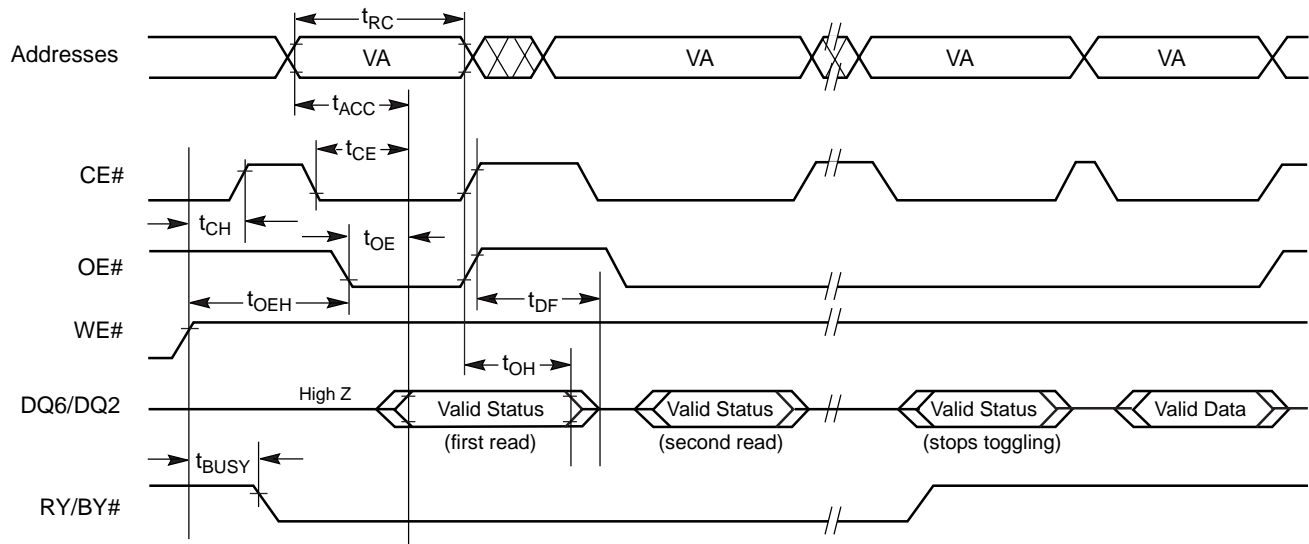 tRC
Addresses VA VA VA VA
tACC
tCE
CE#
tCH
tOE
OE#
tOEH
tDF
WE#
tOH
High Z
DQ6/DQ2 Valid Status Valid Status Valid Status Valid Data
(first read) (second read) (stops toggling)
tBUSY
RY/BY#